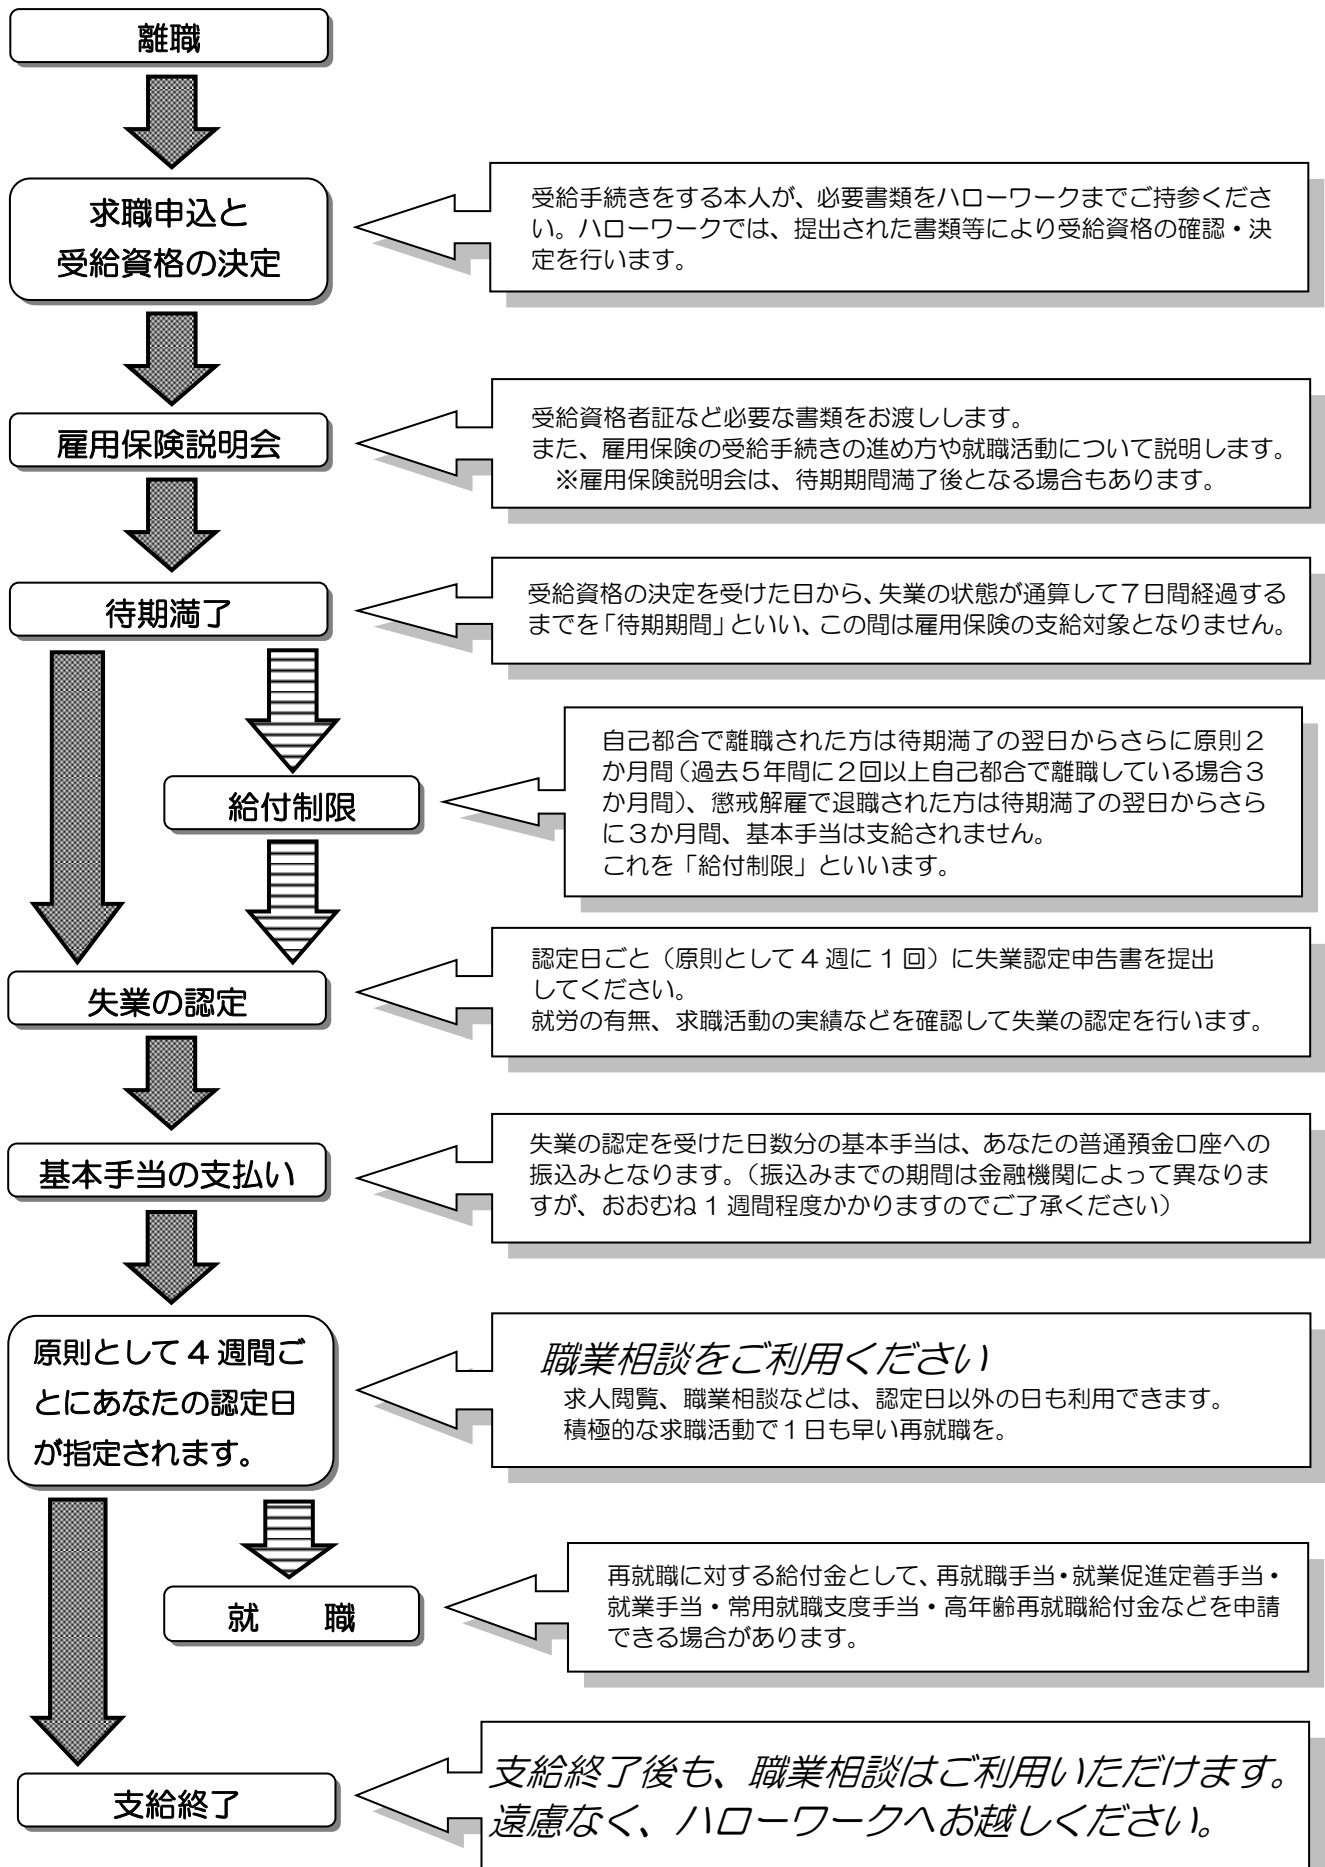 離職
求職申込と
受給資格の決定
受給手続きをする本人が、必要書類をハローワークまでご持参くださ
い。ハローワークでは、提出された書類等により受給資格の確認・決
定を行います。
雇用保険説明会
受給資格者証など必要な書類をお渡しします。
また、雇用保険の受給手続きの進め方や就職活動について説明します。
※雇用保険説明会は、待期期間満了後となる場合もあります。
待期満了
受給資格の決定を受けた日から、失業の状態が通算して7日間経過する
までを「待期期間」といい、この間は雇用保険の支給対象となりません。
給付制限
自己都合で離職された方は待期満了の翌日からさらに原則2
か月間(過去5年間に2回以上自己都合で離職している場合3
か月間)、懲戒解雇で退職された方は待期満了の翌日からさら
に3か月間、基本手当は支給されません。
これを「給付制限」といいます。
失業の認定
認定日ごと(原則として4週に1回)に失業認定申告書を提出
してください。
就労の有無、求職活動の実績などを確認して失業の認定を行います。
基本手当の支払い
失業の認定を受けた日数分の基本手当は、あなたの普通預金口座への
振込みとなります。(振込みまでの期間は金融機関によって異なりま
すが、おおむね1週間程度かかりますのでご了承ください)
原則として4週間ご
とにあなたの認定日
が指定されます。
職業相談をご利用ください
求人閲覧、職業相談などは、認定日以外の日も利用できます。
積極的な求職活動で1日も早い再就職を。
就 職
再就職に対する給付金として、再就職手当・就業促進定着手当・
就業手当・常用就職支度手当・高年齢再就職給付金などを申請
できる場合があります。
支給終了
支給終了後も、職業相談はご利用いただけます。
遠慮なく、ハローワークへお越しください。